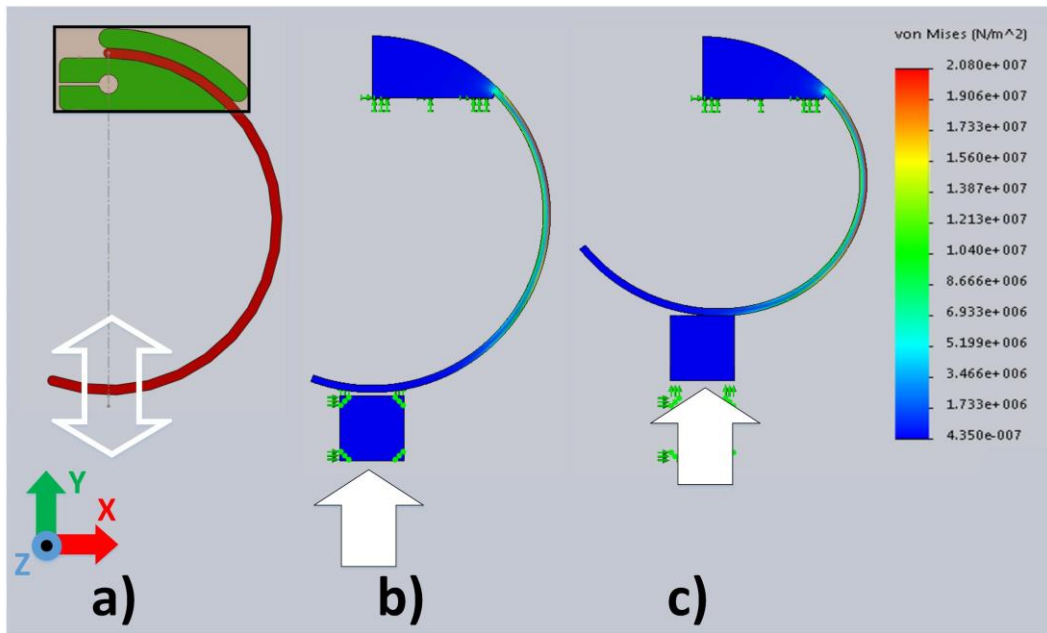 von Mises (N/m^2)
2.080e+007
1.906e+007
1.733e+007
1.560e+007
1.387e+007
1.213e+007
1.040e+007
8.666e+006
6.933e+006
5.199e+006
3.466e+006
1.733e+006
4.350e-007
Y
X
Z
a)
b)
c)